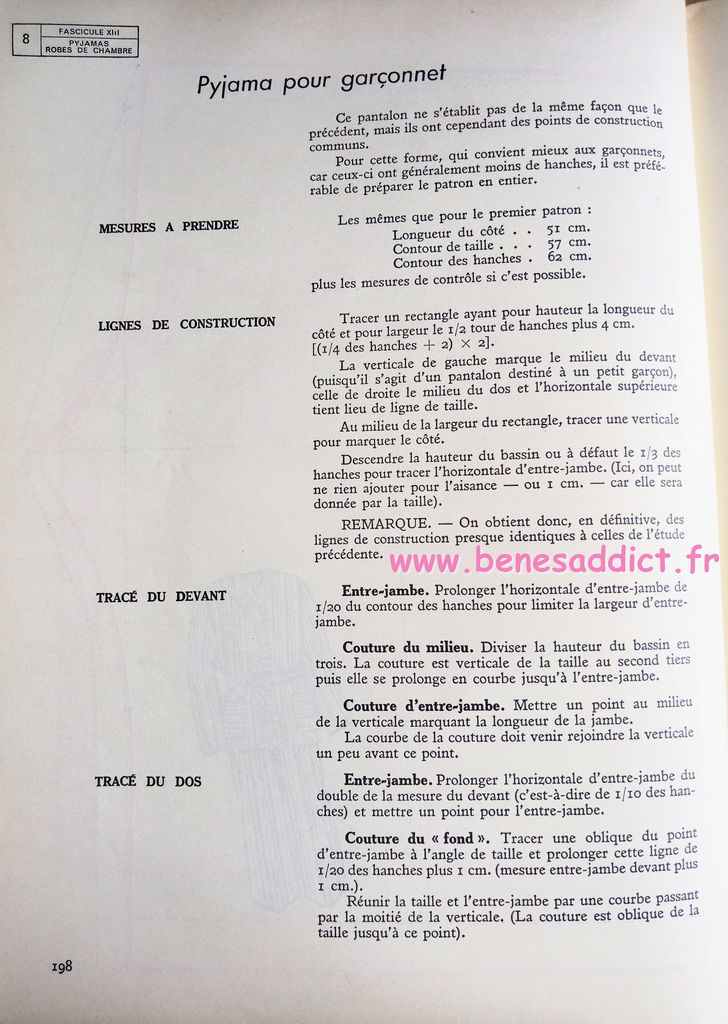 8
FASCICULE XIII
PYJAMAS
ROBES DE CHAMBRE
Pyjama pour garçonnet
Ce pantalon ne s'établit pas de la même façon que le
précédent, mais ils ont cependant des points de construction
communs.
Pour cette forme, qui convient mieux aux garçonnets,
car ceux-ci ont généralement moins de hanches, il est préfé-
rable de préparer le patron en entier.
MESURES A PRENDRE
Les mêmes que pour le premier patron :
Longueur du côté . . 51 cm.
Contour de taille . . . 57 cm.
Contour des hanches . 62 cm.
plus les mesures de contrôle si c'est possible.
LIGNES DE CONSTRUCTION
Tracer un rectangle ayant pour hauteur la longueur du
côté et pour largeur le 1/2 tour de hanches plus 4 cm.
[(1/4 des hanches + 2) × 2].
La verticale de gauche marque le milieu du devant
(puisqu'il s'agit d'un pantalon destiné à un petit garçon),
celle de droite le milieu du dos et l'horizontale supérieure
tient lieu de ligne de taille.
Au milieu de la largeur du rectangle, tracer une verticale
pour marquer le côté.
Descendre la hauteur du bassin ou à défaut le 1/3 des
hanches pour tracer l'horizontale d'entre-jambe. (Ici, on peut
ne rien ajouter pour l'aisance — ou 1 cm. — car elle sera
donnée par la taille).
REMARQUE. — On obtient donc, en définitive, des
lignes de construction presque identiques à celles de l'étude
précédente.
www.benesaddict.fr
TRACÉ DU DEVANT
Entre-jambe. Prolonger l'horizontale d'entre-jambe de
1/20 du contour des hanches pour limiter la largeur d'entre-
jambe.
Couture du milieu. Diviser la hauteur du bassin en
trois. La couture est verticale de la taille au second tiers
puis elle se prolonge en courbe jusqu'à l'entre-jambe.
Couture d'entre-jambe. Mettre un point au milieu
de la verticale marquant la longueur de la jambe.
La courbe de la couture doit venir rejoindre la verticale
un peu avant ce point.
TRACÉ DU DOS
Entre-jambe. Prolonger l'horizontale d'entre-jambe du
double de la mesure du devant (c'est-à-dire de 1/10 des han-
ches) et mettre un point pour l'entre-jambe.
Couture du « fond ». Tracer une oblique du point
d'entre-jambe à l'angle de taille et prolonger cette ligne de
1/20 des hanches plus 1 cm. (mesure entre-jambe devant plus
1 cm.).
Réunir la taille et l'entre-jambe par une courbe passant
par la moitié de la verticale. (La couture est oblique de la
taille jusqu'à ce point).
198